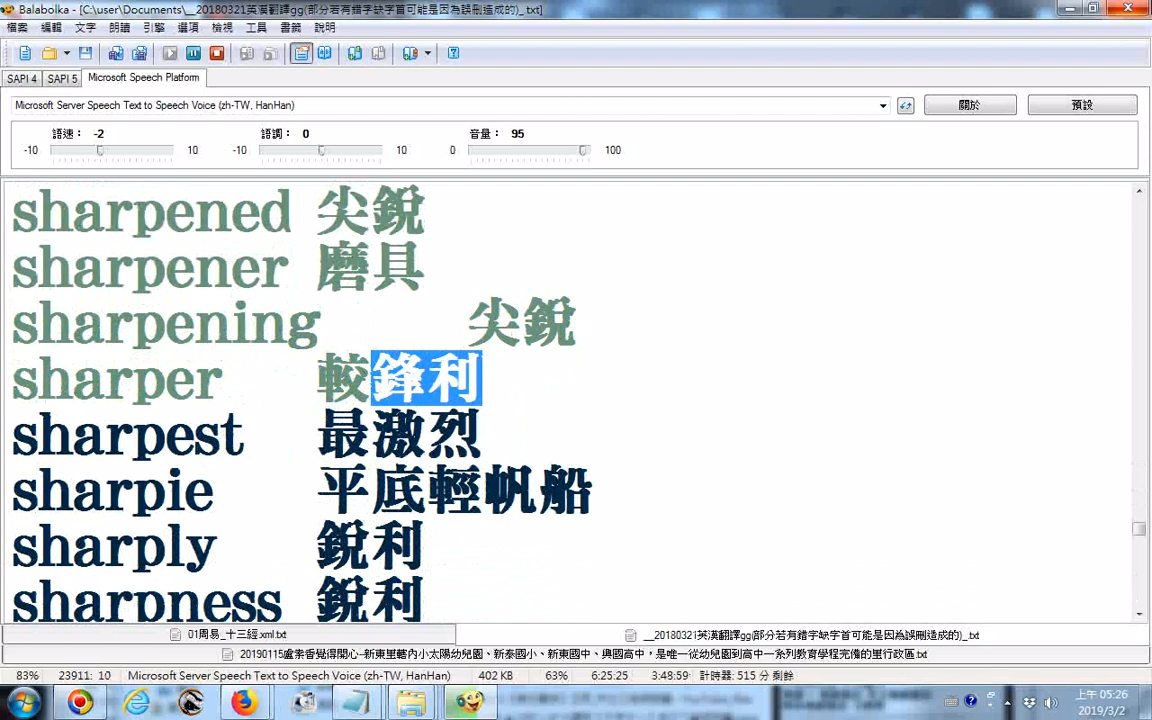 Balabolka - [C:\user\Documents\__20180321英漢翻譯gg(部分若有錯字缺字首可能是因為誤刪造成的)_.txt]
檔案 編輯 文字 朗讀 引擎 選項 檢視 工具 書籤 說明
SAPI 4 SAPI 5 Microsoft Speech Platform
Microsoft Server Speech Text to Speech Voice (zh-TW, HanHan) 關於 預設
語速： -2 語調： 0 音量： 95
-10 10 -10 10 0 100
sharpened 尖銳
sharpener 磨具
sharpening 尖銳
sharper 較鋒利
sharpest 最激烈
sharpie 平底輕帆船
sharply 銳利
sharpness 銳利
01周易_十三經.xml.txt __20180321英漢翻譯gg(部分若有錯字缺字首可能是因為誤刪造成的)_.txt
20190115盧素香覺得開心-新東里轄內小太陽幼兒園、新泰國小、新東國中、興國高中，是唯一從幼兒園到高中一系列教育學程完備的里行政區.txt
83% 23911: 10 Microsoft Server Speech Text to Speech Voice (zh-TW, HanHan) 402 KB 63% 6:25:25 3:48:59 計時器: 515 分 剩餘
上午 05:26
2019/3/2